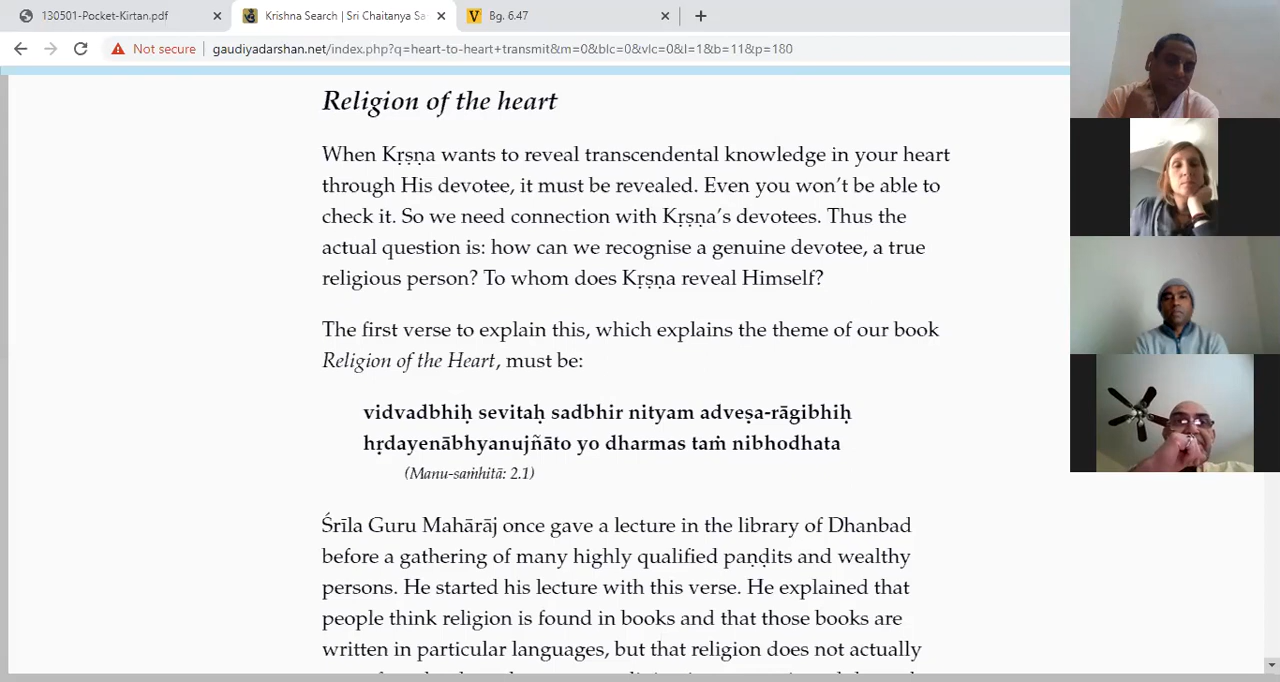 130501-Pocket-Kirtan.pdf
Krishna Search | Sri Chaitanya Sa
Bg. 6.47
Not secure
gaudiyadarshan.net/index.php?q=heart-to-heart+transmit&m=0&blc=0&vlc=0&l=1&b=11&p=180
Religion of the heart
When Kṛṣṇa wants to reveal transcendental knowledge in your heart
through His devotee, it must be revealed. Even you won’t be able to
check it. So we need connection with Kṛṣṇa’s devotees. Thus the
actual question is: how can we recognise a genuine devotee, a true
religious person? To whom does Kṛṣṇa reveal Himself?
The first verse to explain this, which explains the theme of our book
Religion of the Heart, must be:
vidvadbhiḥ sevitaḥ sadbhir nityam adveṣa-rāgibhiḥ
hṛdayenābhyanujñāto yo dharmas taṁ nibhodhata
(Manu-saṁhitā: 2.1)
Śrīla Guru Mahārāj once gave a lecture in the library of Dhanbad
before a gathering of many highly qualified paṇḍits and wealthy
persons. He started his lecture with this verse. He explained that
people think religion is found in books and that those books are
written in particular languages, but that religion does not actually